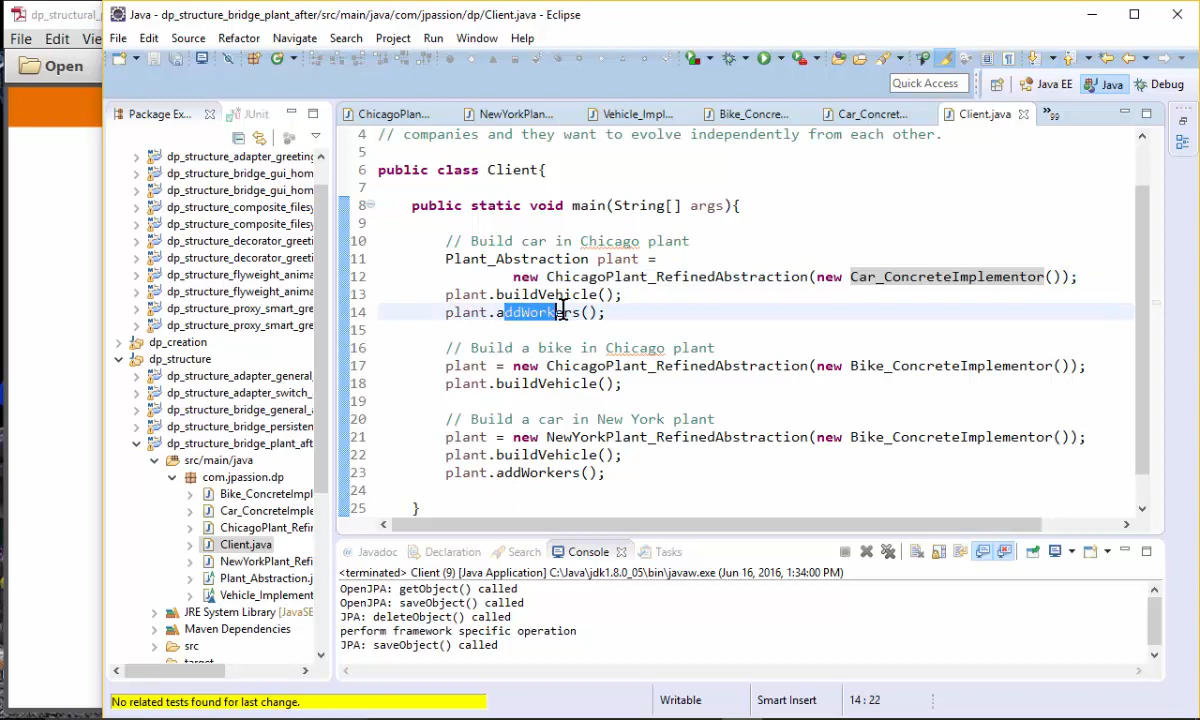 dp_structural_
File Edit Vie
Open
Java - dp_structure_bridge_plant_after/src/main/java/com/jpassion/dp/Client.java - Eclipse
File Edit Source Refactor Navigate Search Project Run Window Help
Quick Access
Java EE
Java
Debug
Package Ex...
JUnit
dp_structure_adapter_greeting
dp_structure_bridge_gui_hom
dp_structure_bridge_gui_hom
dp_structure_composite_filesy
dp_structure_composite_filesy
dp_structure_decorator_greeti
dp_structure_decorator_greeti
dp_structure_flyweight_anima
dp_structure_flyweight_anima
dp_structure_proxy_smart_gre
dp_structure_proxy_smart_gre
dp_creation
dp_structure
dp_structure_adapter_general_
dp_structure_adapter_switch_
dp_structure_bridge_general_
dp_structure_bridge_persisten
dp_structure_bridge_plant_aft
src/main/java
com.jpassion.dp
Bike_ConcreteImpl
Car_ConcreteImple
ChicagoPlant_Refi
Client.java
NewYorkPlant_Ref
Plant_Abstraction.j
Vehicle_Implement
JRE System Library [JavaSE
Maven Dependencies
src
target
ChicagoPlan...
NewYorkPlan...
Vehicle_Impl...
Bike_Concre...
Car_Concret...
Client.java
»99
4 // companies and they want to evolve independently from each other.
5
6 public class Client{
7
8 public static void main(String[] args){
9
10 // Build car in Chicago plant
11 Plant_Abstraction plant =
12 new ChicagoPlant_RefinedAbstraction(new Car_ConcreteImplementor());
13 plant.buildVehicle();
14 plant.addWorkers();
15
16 // Build a bike in Chicago plant
17 plant = new ChicagoPlant_RefinedAbstraction(new Bike_ConcreteImplementor());
18 plant.buildVehicle();
19
20 // Build a car in New York plant
21 plant = new NewYorkPlant_RefinedAbstraction(new Bike_ConcreteImplementor());
22 plant.buildVehicle();
23 plant.addWorkers();
24
25 }
Javadoc Declaration Search Console Tasks
<terminated> Client (9) [Java Application] C:\Java\jdk1.8.0_05\bin\javaw.exe (Jun 16, 2016, 1:34:00 PM)
OpenJPA: getObject() called
OpenJPA: saveObject() called
JPA: deleteObject() called
perform framework specific operation
JPA: saveObject() called
No related tests found for last change.
Writable
Smart Insert
14 : 22